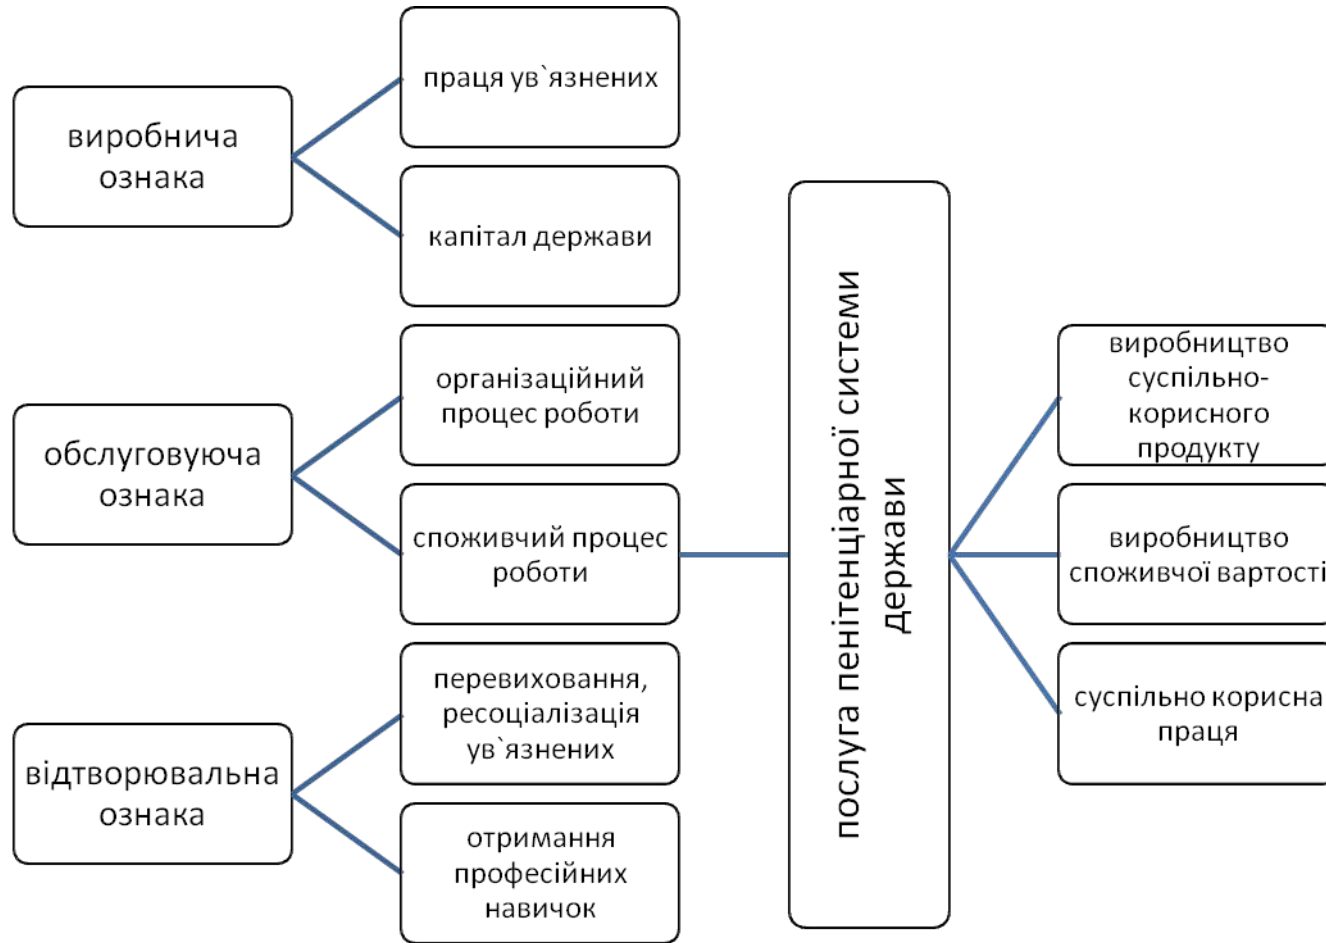 виробнича
ознака
праця ув`язнених
капітал держави
обслуговуюча
ознака
організаційний
процес роботи
споживчий процес
роботи
відтворювальна
ознака
перевиховання,
ресоціалізація
ув`язнених
отримання
професійних
навичок
послуга пенітенціарної системи
держави
виробництво
суспільно-
корисного
продукту
виробництво
споживчої вартості
суспільно корисна
праця